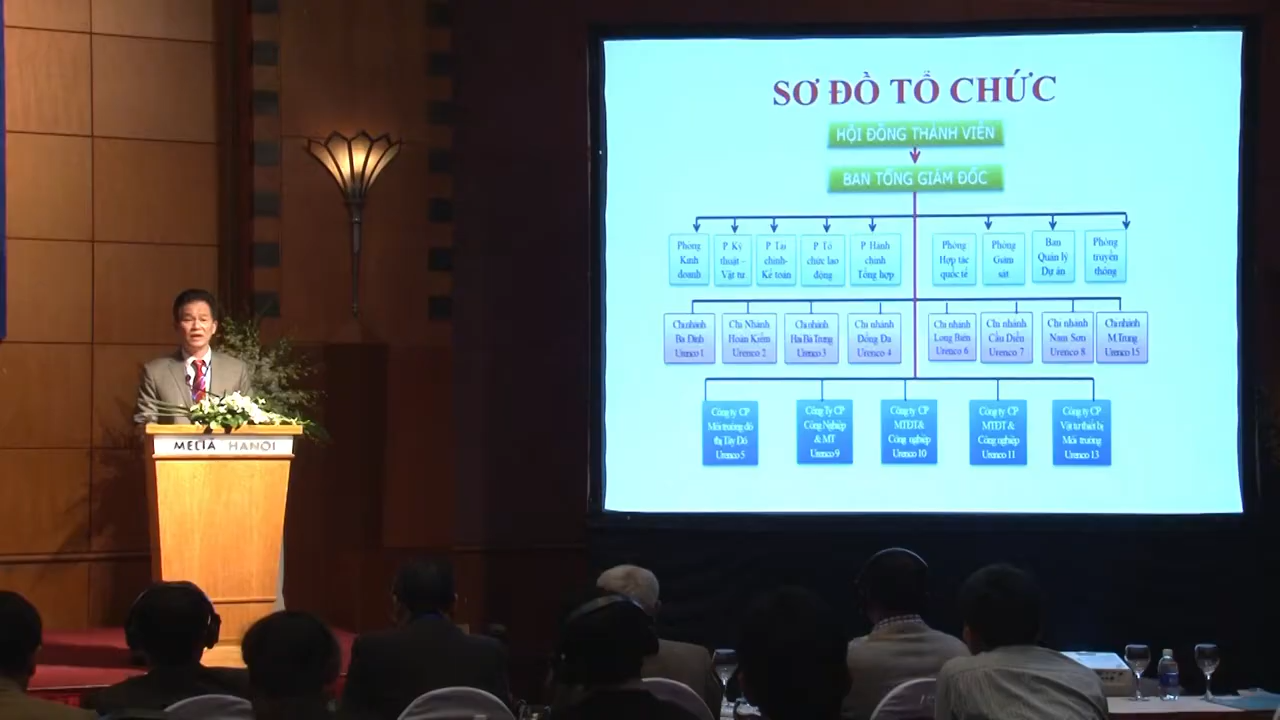 SƠ ĐỒ TỔ CHỨC
HỘI ĐỒNG THÀNH VIÊN
BAN TỔNG GIÁM ĐỐC
Phòng
Kinh
doanh
P. Kỹ
thuật -
Vật tư
P. Tài
chính-
Kế toán
P. Tổ
chức lao
động
P. Hành
chính
Tổng hợp
Phòng
Hợp tác
quốc tế
Phòng
Giám
sát
Ban
Quản lý
Dự án
Phòng
truyền
thông
Chi nhánh
Ba Đình
Urenco 1
Chi Nhánh
Hoàn Kiếm
Urenco 2
Chi nhánh
Hai Bà Trưng
Urenco 3
Chi nhánh
Đống Đa
Urenco 4
Chi nhánh
Long Biên
Urenco 6
Chi nhánh
Cầu Diễn
Urenco 7
Chi nhánh
Nam Sơn
Urenco 8
Chi nhánh
M.Trung
Urenco 15
Công ty CP
Môi trường đô
thị Tây Đô
Urenco 5
Công Ty CP
Công Nghiệp
& MT
Urenco 9
Công ty CP
MTĐT&
Công nghiệp
Urenco 10
Công ty CP
MTĐT &
Công nghiệp
Urenco 11
Công ty CP
Vật tư thiết bị
Môi trường
Urenco 13
MELIÁ HANOI